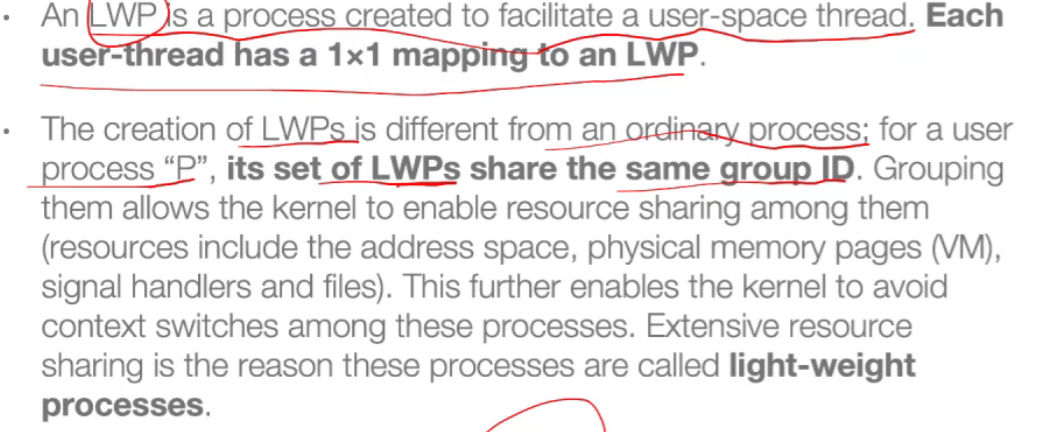 • An LWP is a process created to facilitate a user-space thread. Each
user-thread has a 1×1 mapping to an LWP.
• The creation of LWPs is different from an ordinary process; for a user
process “P”, its set of LWPs share the same group ID. Grouping
them allows the kernel to enable resource sharing among them
(resources include the address space, physical memory pages (VM),
signal handlers and files). This further enables the kernel to avoid
context switches among these processes. Extensive resource
sharing is the reason these processes are called light-weight
processes.